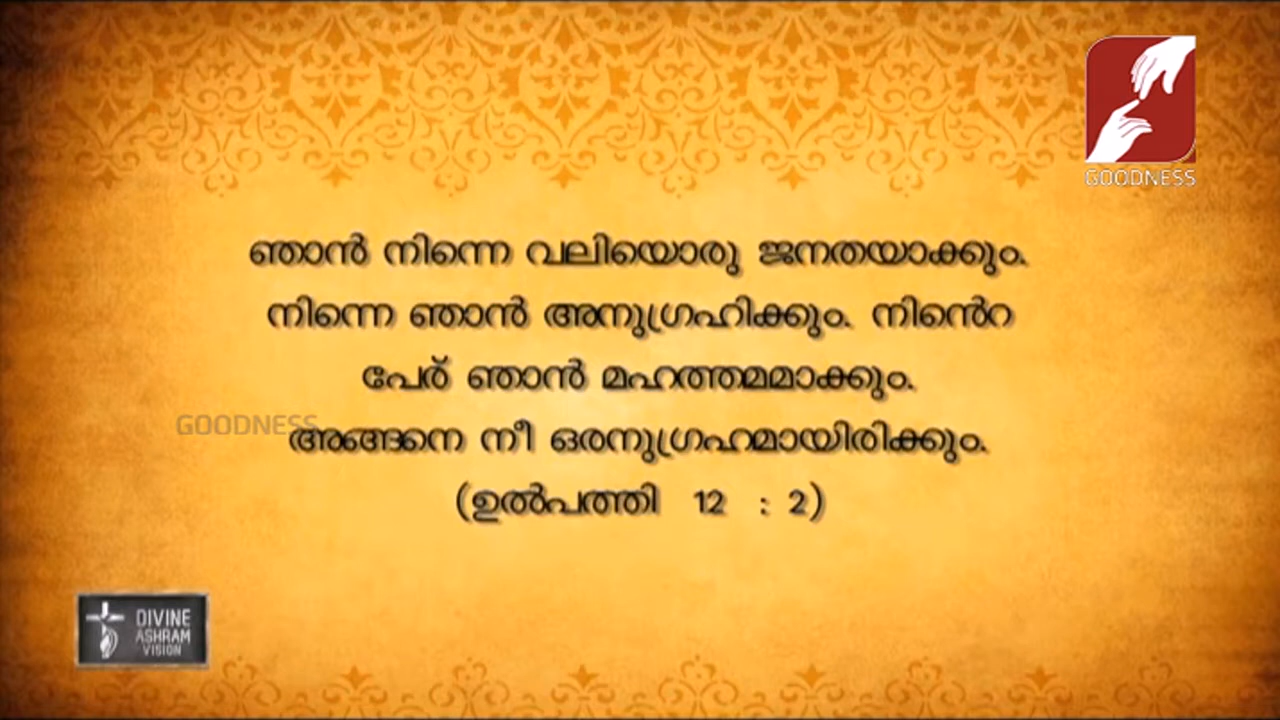 GOODNESS
ഞാൻ നിന്നെ വലിയൊരു ജനതയാക്കും.
നിന്നെ ഞാൻ അനുഗ്രഹിക്കും. നിൻെറ
പേര് ഞാൻ മഹത്തമമാക്കും.
GOODNESS
അങ്ങനെ നീ ഒരനുഗ്രഹമായിരിക്കും.
(ഉൽപത്തി 12 : 2)
DIVINE
ASHRAM
VISION